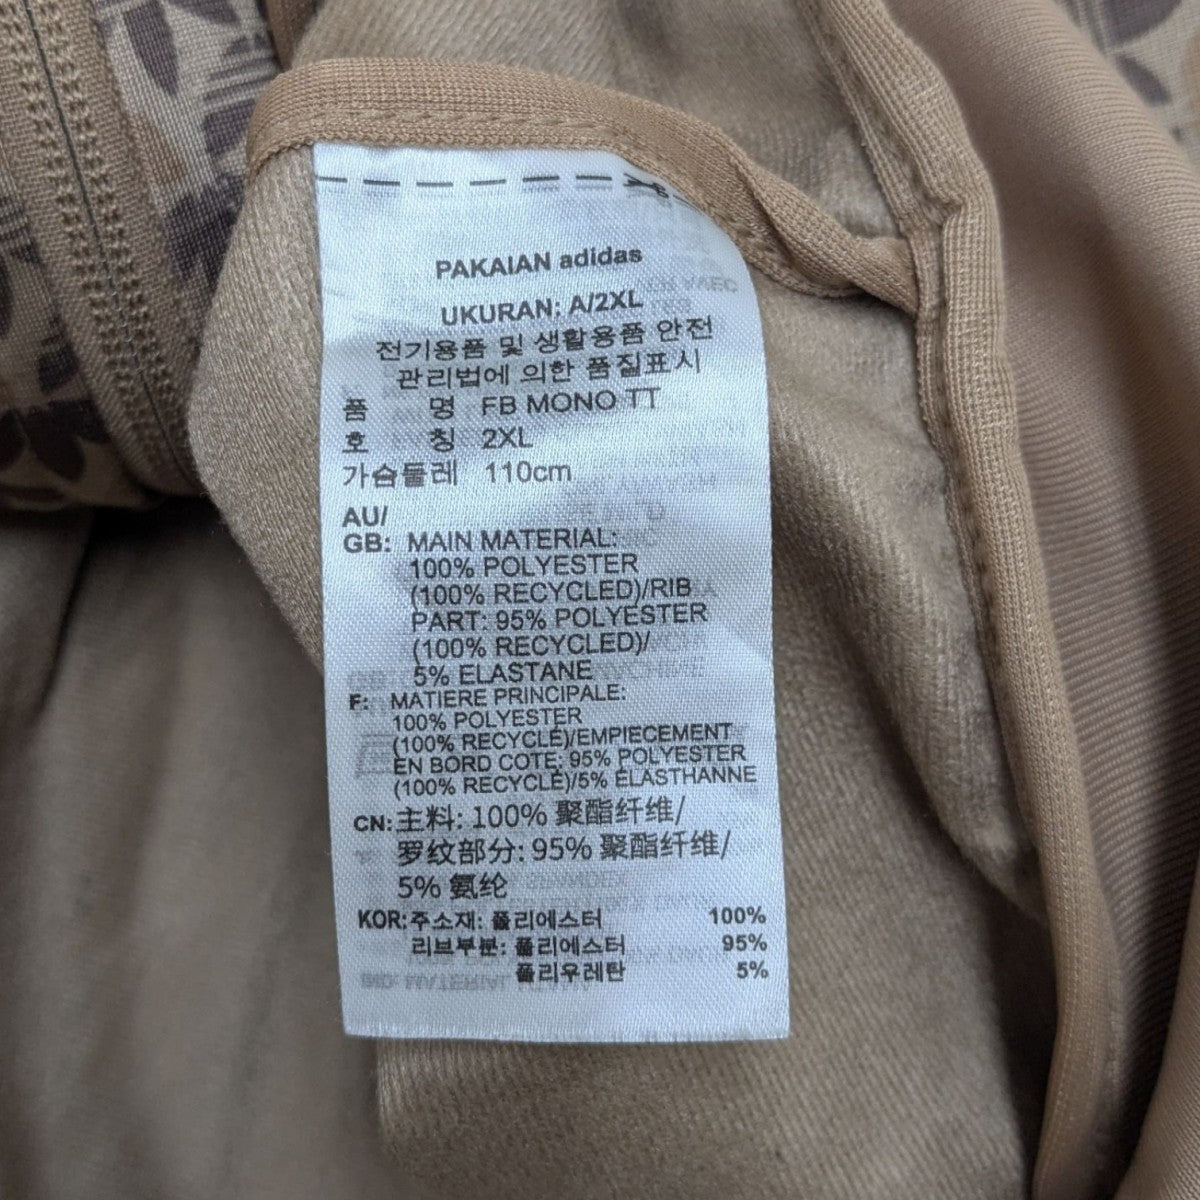 PAKAIAN adidas
UKURAN: A/2XL
전기용품 및 생활용품 안전
관리법에 의한 품질표시
품 명 FB MONO TT
호 칭 2XL
가슴둘레 110cm
AU/
GB: MAIN MATERIAL:
100% POLYESTER
(100% RECYCLED)/RIB
PART: 95% POLYESTER
(100% RECYCLED)/
5% ELASTANE
F: MATIERE PRINCIPALE:
100% POLYESTER
(100% RECYCLÉ)/EMPIECEMENT
EN BORD COTE: 95% POLYESTER
(100% RECYCLÉ)/5% ÉLASTHANNE
CN: 主料: 100% 聚酯纤维/
罗纹部分: 95% 聚酯纤维/
5% 氨纶
KOR: 주소재: 폴리에스터 100%
리브부분: 폴리에스터 95%
폴리우레탄 5%